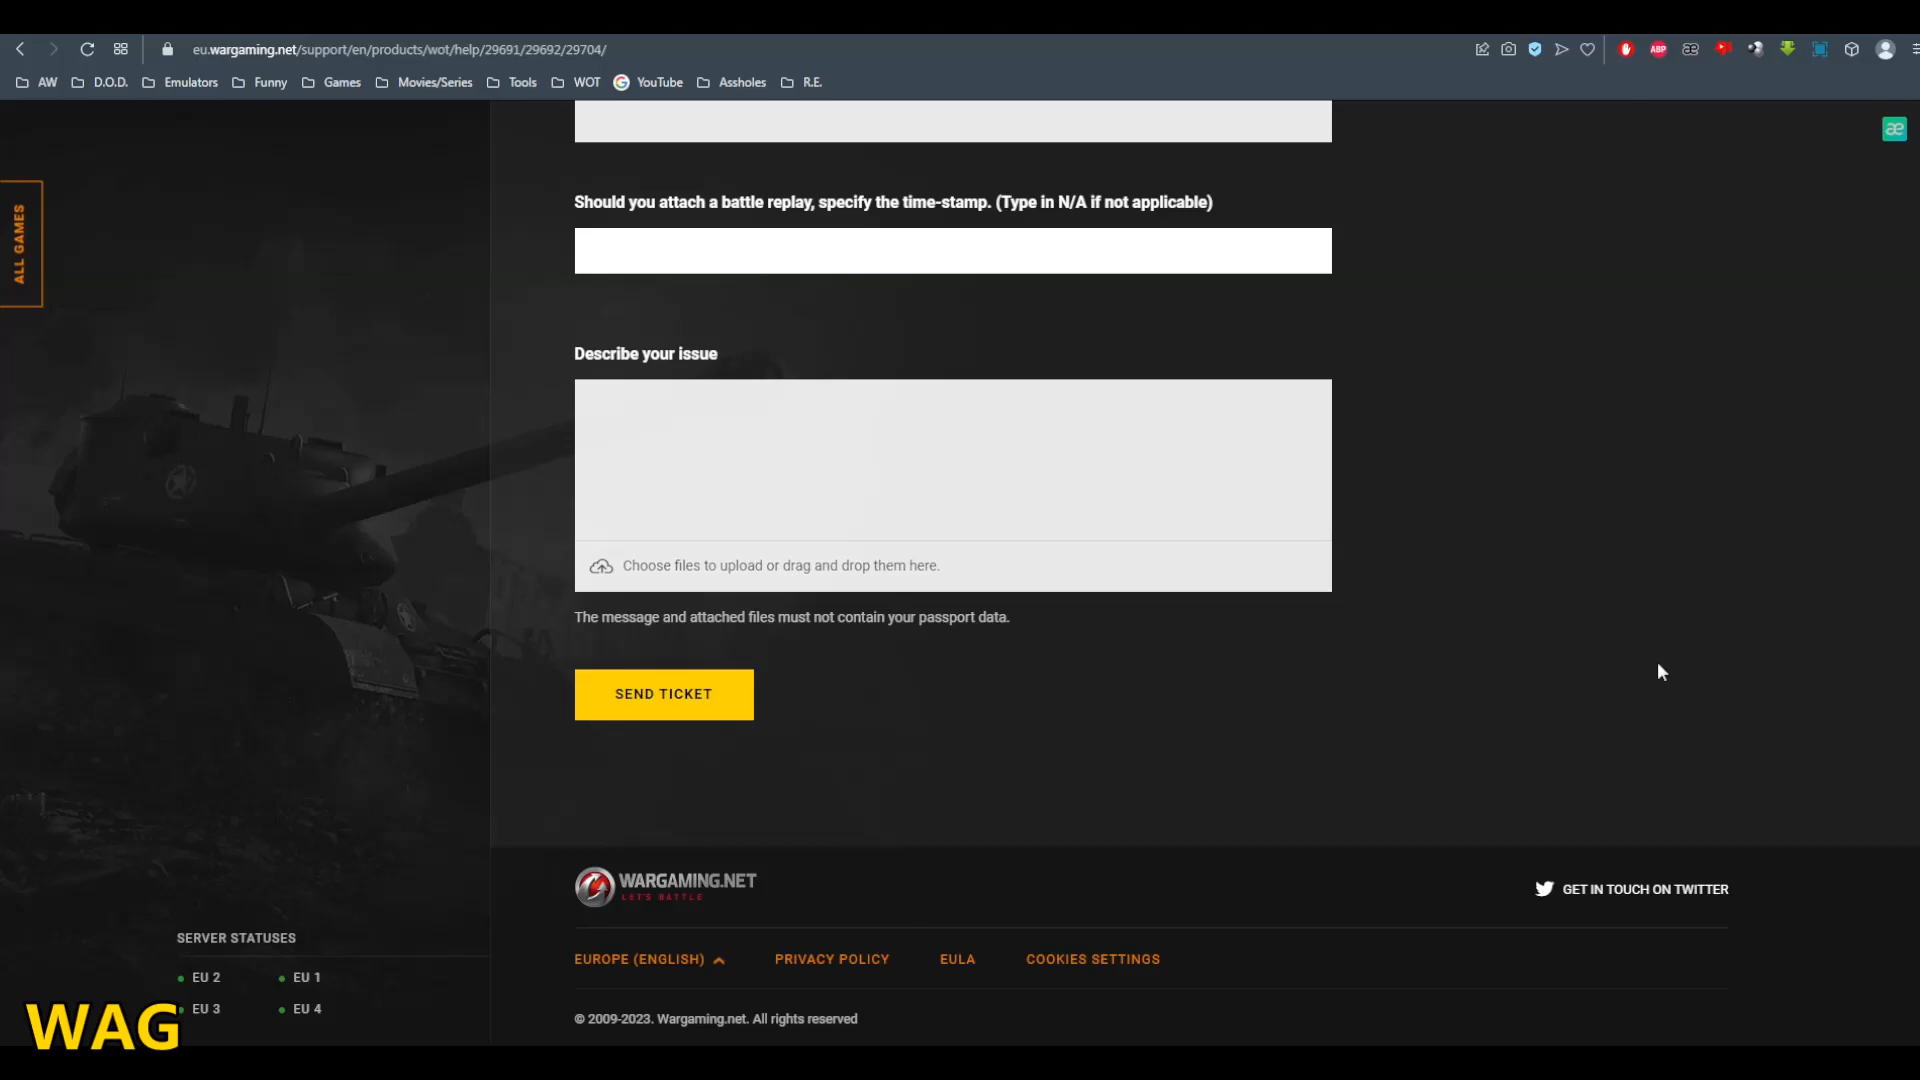 eu.wargaming.net/support/en/products/wot/help/29691/29692/29704/
ABP
æ
AW
D.O.D.
Emulators
Funny
Games
Movies/Series
Tools
WOT
YouTube
Assholes
R.E.
æ
ALL GAMES
Should you attach a battle replay, specify the time-stamp. (Type in N/A if not applicable)
Describe your issue
Choose files to upload or drag and drop them here.
The message and attached files must not contain your passport data.
SEND TICKET
WARGAMING.NET
LET'S BATTLE
GET IN TOUCH ON TWITTER
SERVER STATUSES
EU 2
EU 1
EU 3
EU 4
EUROPE (ENGLISH)
PRIVACY POLICY
EULA
COOKIES SETTINGS
© 2009-2023. Wargaming.net. All rights reserved
WAG